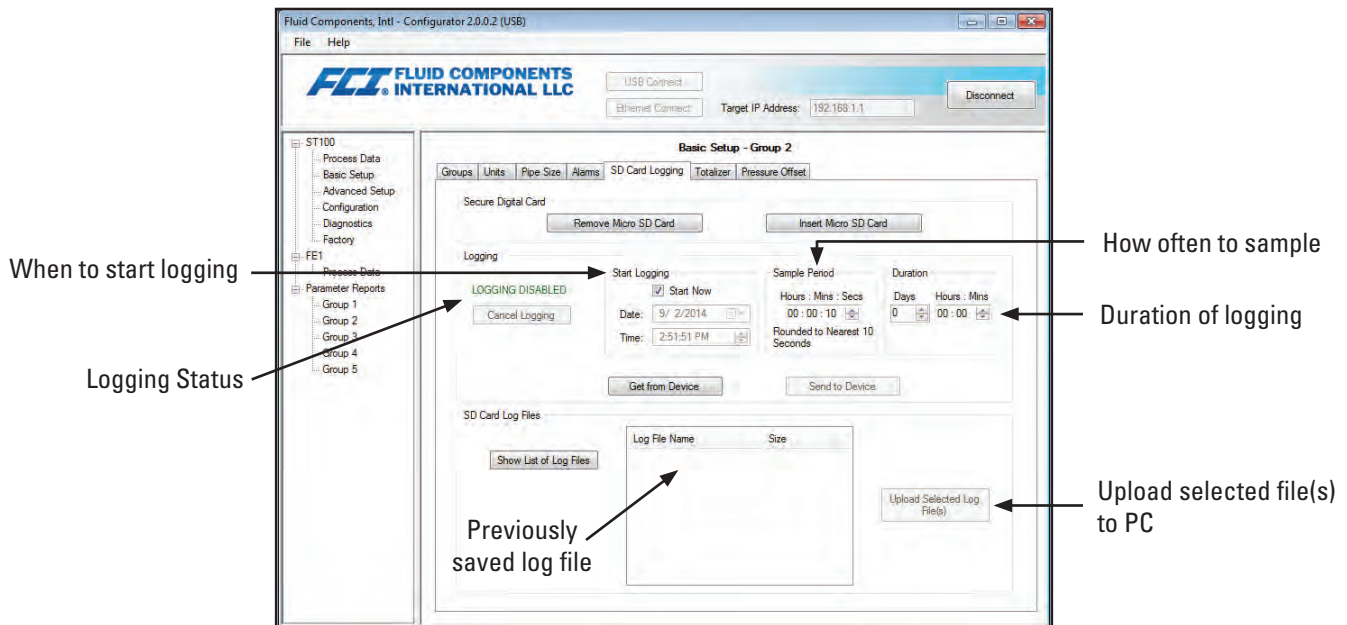 Fluid Components, Intl - Configurator 2.0.0.2 (USB)
File Help
FCI® FLUID COMPONENTS
INTERNATIONAL LLC
USB Connect
Ethernet Connect
Target IP Address: 192.168.1.1
Disconnect
ST100
Process Data
Basic Setup
Advanced Setup
Configuration
Diagnostics
Factory
FE1
Process Data
Parameter Reports
Group 1
Group 2
Group 3
Group 4
Group 5
Basic Setup - Group 2
Groups Units Pipe Size Alarms SD Card Logging Totalizer Pressure Offset
Secure Digital Card
Remove Micro SD Card Insert Micro SD Card
Logging
LOGGING DISABLED
Cancel Logging
Start Logging
Start Now
Date: 9/ 2/2014
Time: 2:51:51 PM
Sample Period
Hours : Mins : Secs
00 : 00 : 10
Rounded to Nearest 10
Seconds
Duration
Days Hours : Mins
0 00 : 00
Get from Device Send to Device
SD Card Log Files
Show List of Log Files
Log File Name Size
Upload Selected Log
File(s)
When to start logging
Logging Status
Previously
saved log file
How often to sample
Duration of logging
Upload selected file(s)
to PC